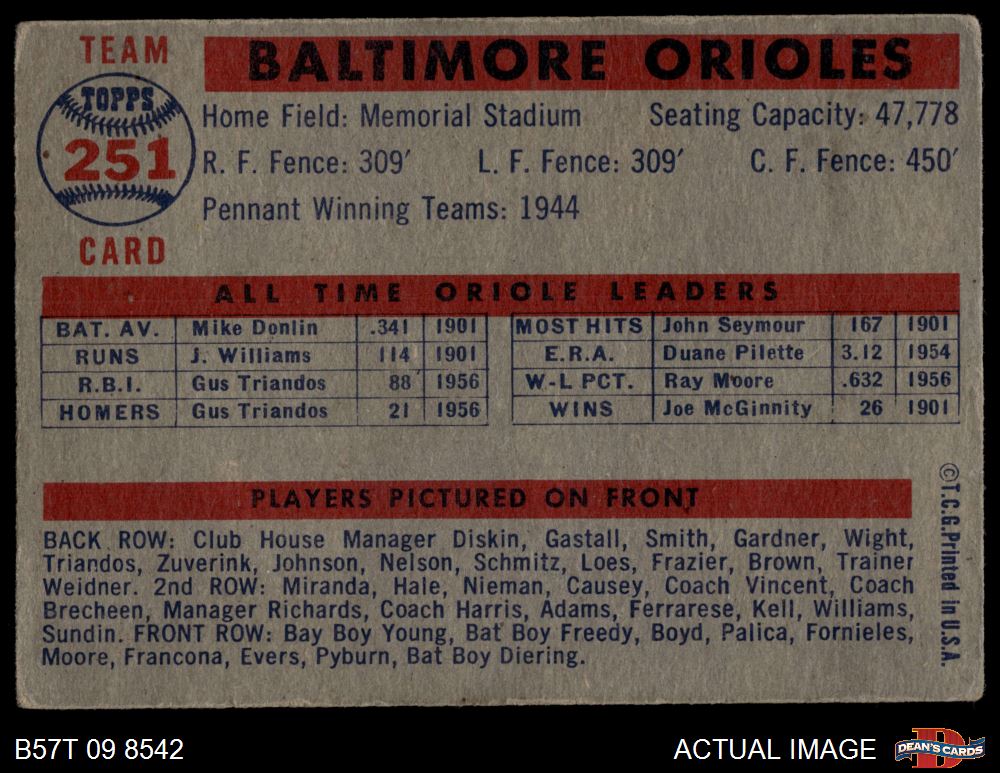 TEAM
TOPPS
251
CARD
BALTIMORE ORIOLES
Home Field: Memorial Stadium Seating Capacity: 47,778
R. F. Fence: 309′ L. F. Fence: 309′ C. F. Fence: 450′
Pennant Winning Teams: 1944
ALL TIME ORIOLE LEADERS
BAT. AV. Mike Donlin .341 1901 MOST HITS John Seymour 167 1901
RUNS J. Williams 114 1901 E.R.A. Duane Pilette 3.12 1954
R.B.I. Gus Triandos 88 1956 W-L PCT. Ray Moore .632 1956
HOMERS Gus Triandos 21 1956 WINS Joe McGinnity 26 1901
PLAYERS PICTURED ON FRONT
BACK ROW: Club House Manager Diskin, Gastall, Smith, Gardner, Wight,
Triandos, Zuverink, Johnson, Nelson, Schmitz, Loes, Frazier, Brown, Trainer
Weidner. 2nd ROW: Miranda, Hale, Nieman, Causey, Coach Vincent, Coach
Brecheen, Manager Richards, Coach Harris, Adams, Ferrarese, Kell, Williams,
Sundin. FRONT ROW: Bay Boy Young, Bat Boy Freedy, Boyd, Palica, Fornieles,
Moore, Francona, Evers, Pyburn, Bat Boy Diering.
©T.C.G. Printed in U.S.A.
B57T 09 8542 ACTUAL IMAGE DEAN'S CARDS